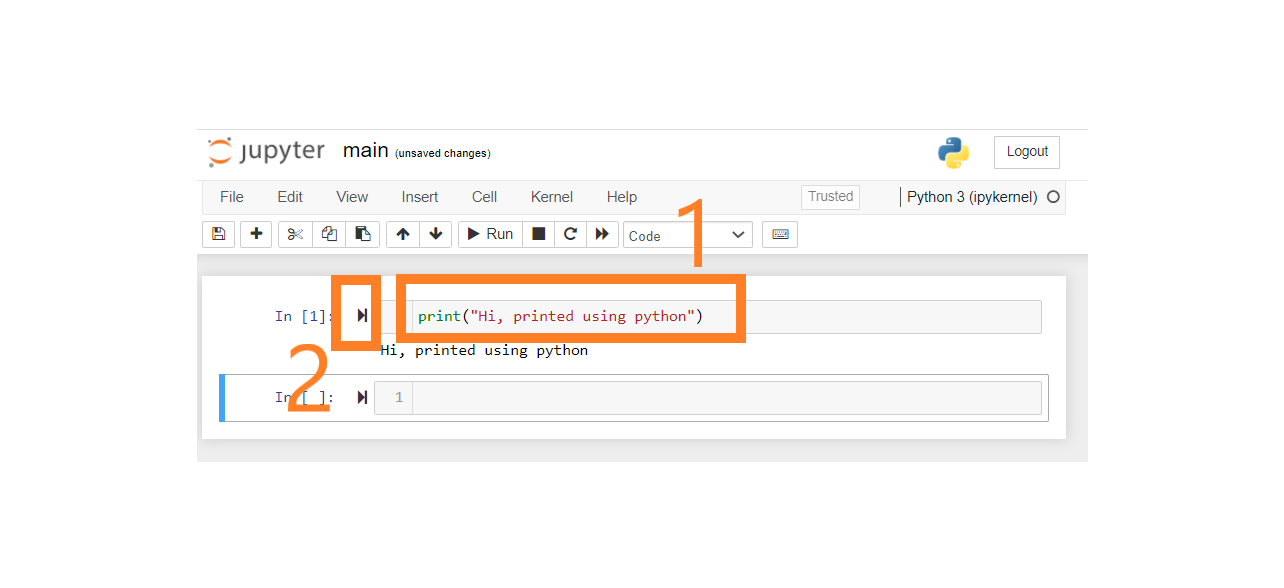 jupyter main (unsaved changes) Logout
File Edit View Insert Cell Kernel Help Trusted Python 3 (ipykernel)
Run Code
1
In [1]: print("Hi, printed using python")
Hi, printed using python
2
In [ ]: 1